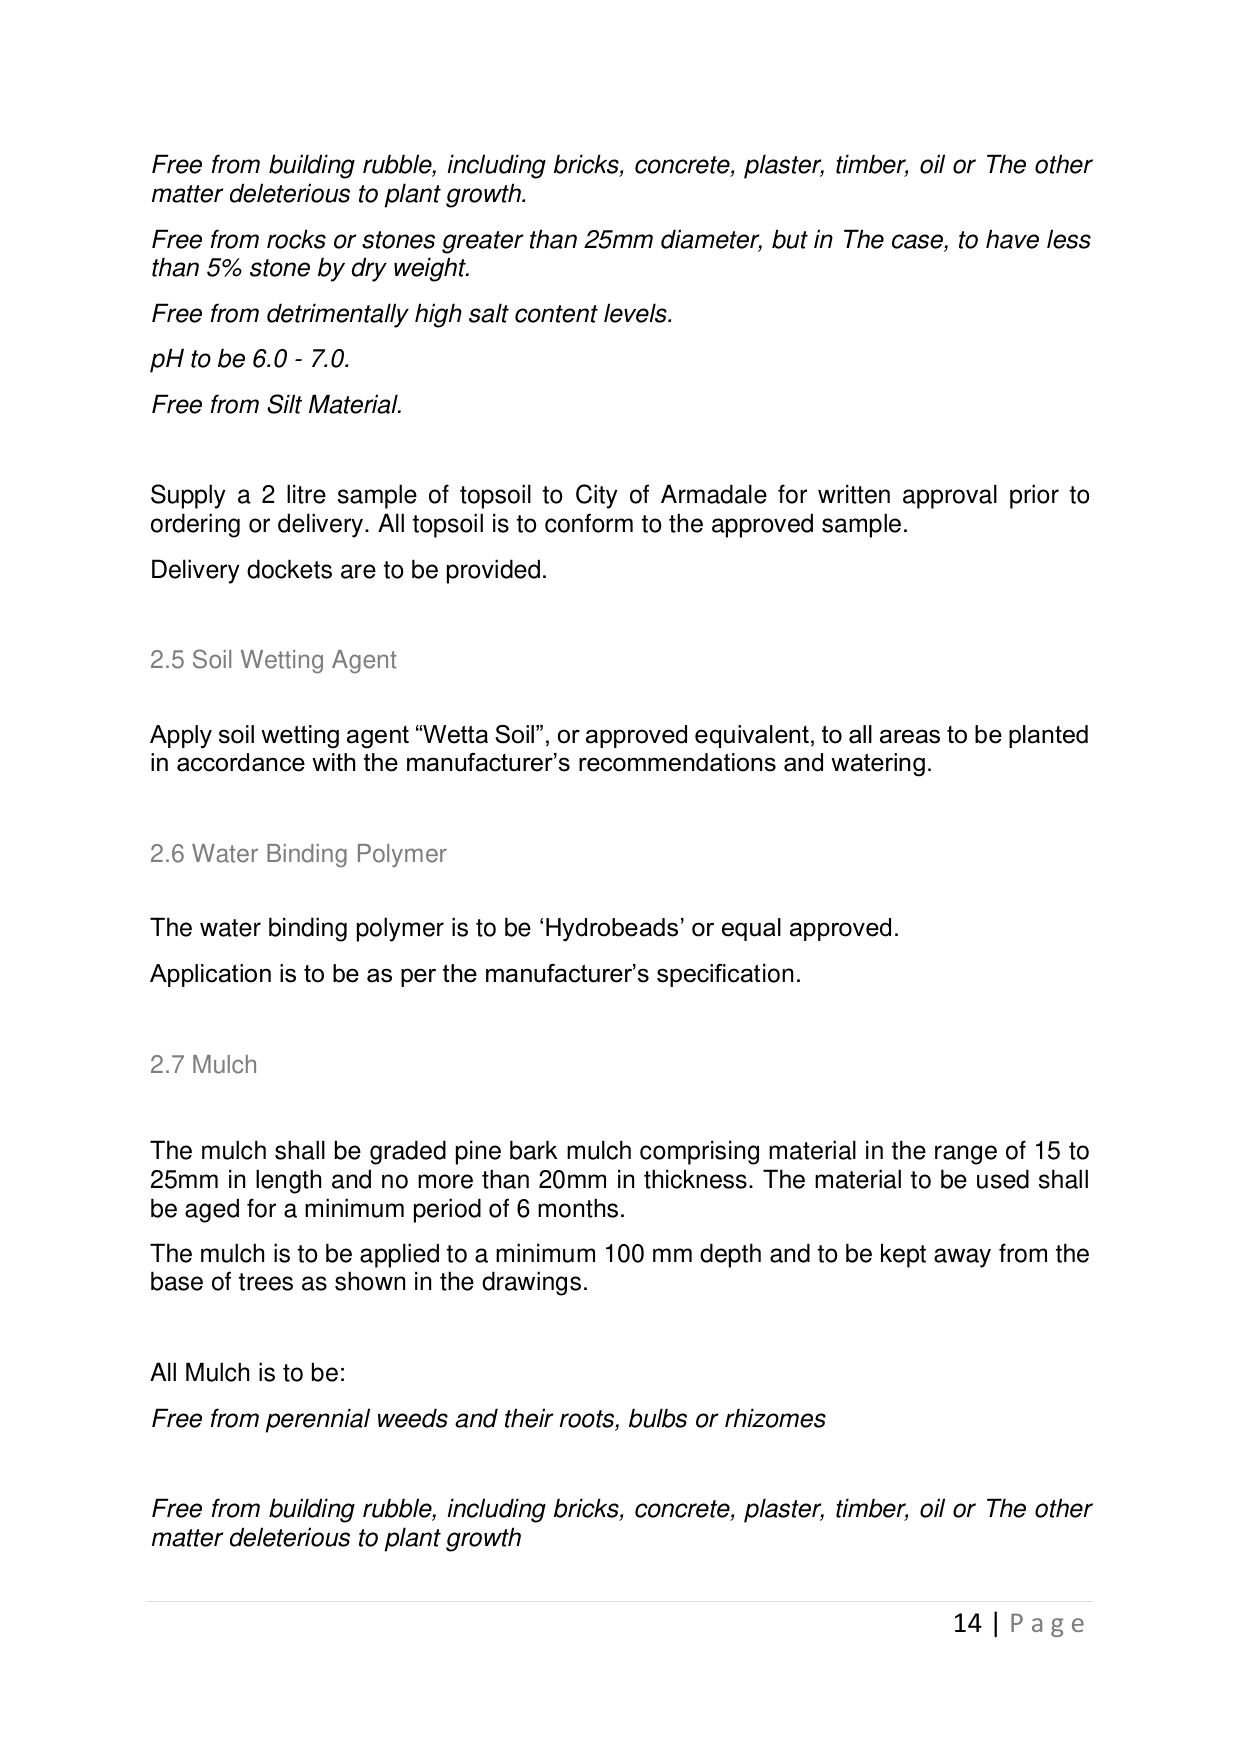 Free from building rubble, including bricks, concrete, plaster, timber, oil or The other
matter deleterious to plant growth.
Free from rocks or stones greater than 25mm diameter, but in The case, to have less
than 5% stone by dry weight.
Free from detrimentally high salt content levels.
pH to be 6.0 - 7.0.
Free from Silt Material.
Supply a 2 litre sample of topsoil to City of Armadale for written approval prior to
ordering or delivery. All topsoil is to conform to the approved sample.
Delivery dockets are to be provided.
2.5 Soil Wetting Agent
Apply soil wetting agent “Wetta Soil”, or approved equivalent, to all areas to be planted
in accordance with the manufacturer’s recommendations and watering.
2.6 Water Binding Polymer
The water binding polymer is to be ‘Hydrobeads’ or equal approved.
Application is to be as per the manufacturer’s specification.
2.7 Mulch
The mulch shall be graded pine bark mulch comprising material in the range of 15 to
25mm in length and no more than 20mm in thickness. The material to be used shall
be aged for a minimum period of 6 months.
The mulch is to be applied to a minimum 100 mm depth and to be kept away from the
base of trees as shown in the drawings.
All Mulch is to be:
Free from perennial weeds and their roots, bulbs or rhizomes
Free from building rubble, including bricks, concrete, plaster, timber, oil or The other
matter deleterious to plant growth
14 | Page